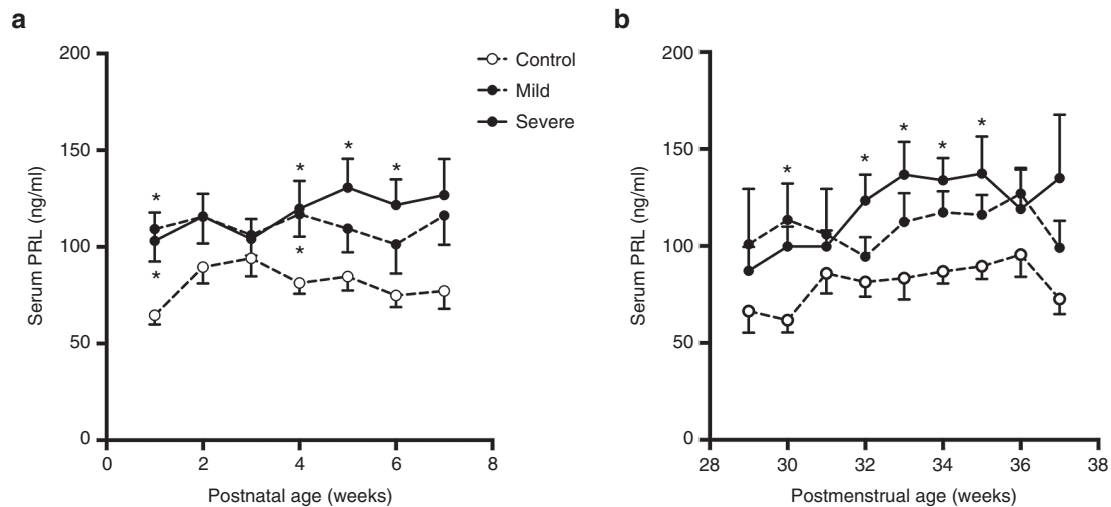 a
200
150
100
50
0
Serum PRL (ng/ml)
* * * * *
* *
0 2 4 6 8
Postnatal age (weeks)
Control
Mild
Severe
b
200
150
100
50
0
Serum PRL (ng/ml)
* * * * *
28 30 32 34 36 38
Postmenstrual age (weeks)